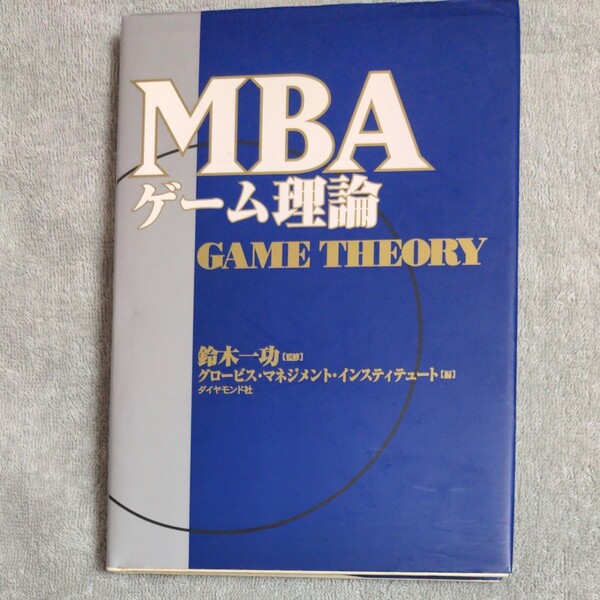 MBA
ゲーム理論
GAME THEORY
鈴木一功【監修】
グロービス・マネジメント・インスティテュート【編】
ダイヤモンド社